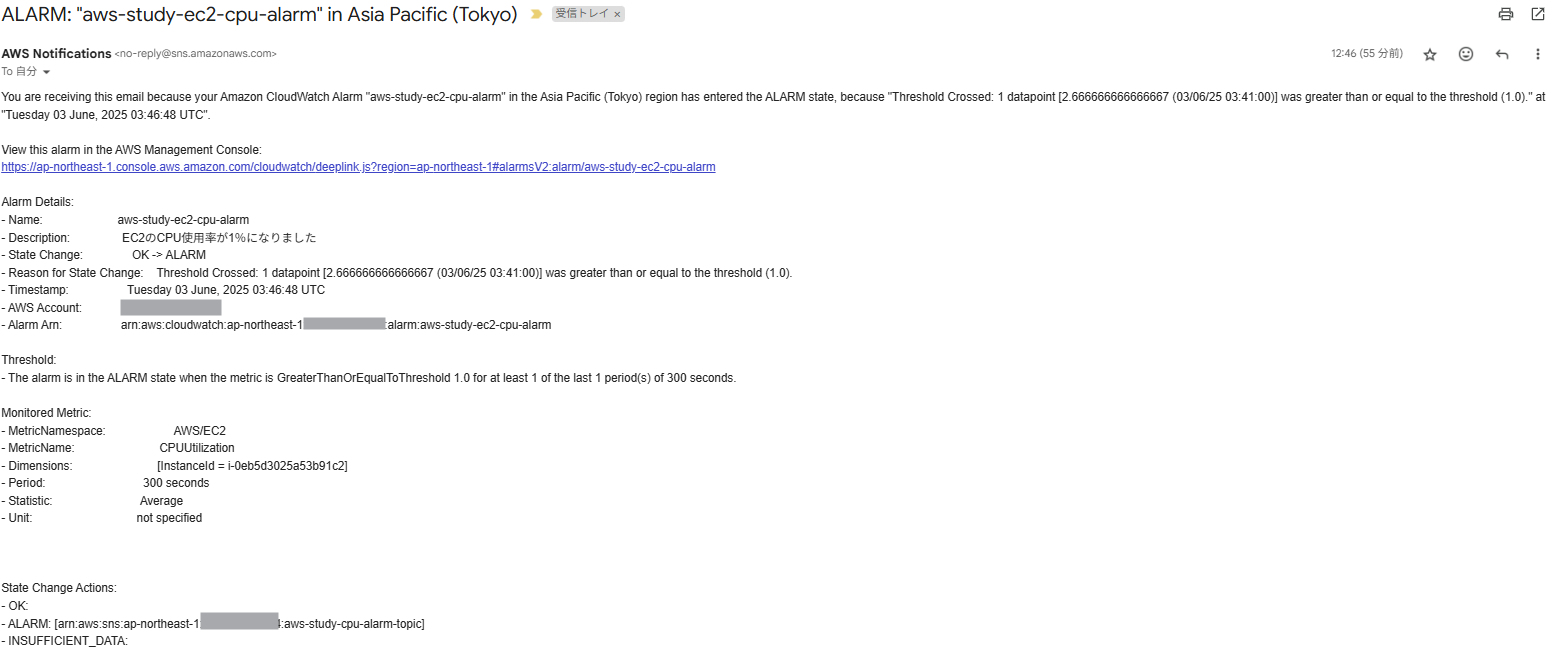 ALARM: "aws-study-ec2-cpu-alarm" in Asia Pacific (Tokyo) 受信トレイ ×
AWS Notifications <no-reply@sns.amazonaws.com> 12:46 (55 分前)
To 自分
You are receiving this email because your Amazon CloudWatch Alarm "aws-study-ec2-cpu-alarm" in the Asia Pacific (Tokyo) region has entered the ALARM state, because "Threshold Crossed: 1 datapoint [2.666666666666667 (03/06/25 03:41:00)] was greater than or equal to the threshold (1.0)." at
"Tuesday 03 June, 2025 03:46:48 UTC".
View this alarm in the AWS Management Console:
https://ap-northeast-1.console.aws.amazon.com/cloudwatch/deeplink.js?region=ap-northeast-1#alarmsV2:alarm/aws-study-ec2-cpu-alarm
Alarm Details:
- Name: aws-study-ec2-cpu-alarm
- Description: EC2のCPU使用率が1%になりました
- State Change: OK -> ALARM
- Reason for State Change: Threshold Crossed: 1 datapoint [2.666666666666667 (03/06/25 03:41:00)] was greater than or equal to the threshold (1.0).
- Timestamp: Tuesday 03 June, 2025 03:46:48 UTC
- AWS Account:
- Alarm Arn: arn:aws:cloudwatch:ap-northeast-1 :alarm:aws-study-ec2-cpu-alarm
Threshold:
- The alarm is in the ALARM state when the metric is GreaterThanOrEqualToThreshold 1.0 for at least 1 of the last 1 period(s) of 300 seconds.
Monitored Metric:
- MetricNamespace: AWS/EC2
- MetricName: CPUUtilization
- Dimensions: [InstanceId = i-0eb5d3025a53b91c2]
- Period: 300 seconds
- Statistic: Average
- Unit: not specified
State Change Actions:
- OK:
- ALARM: [arn:aws:sns:ap-northeast-1 :aws-study-cpu-alarm-topic]
- INSUFFICIENT_DATA: